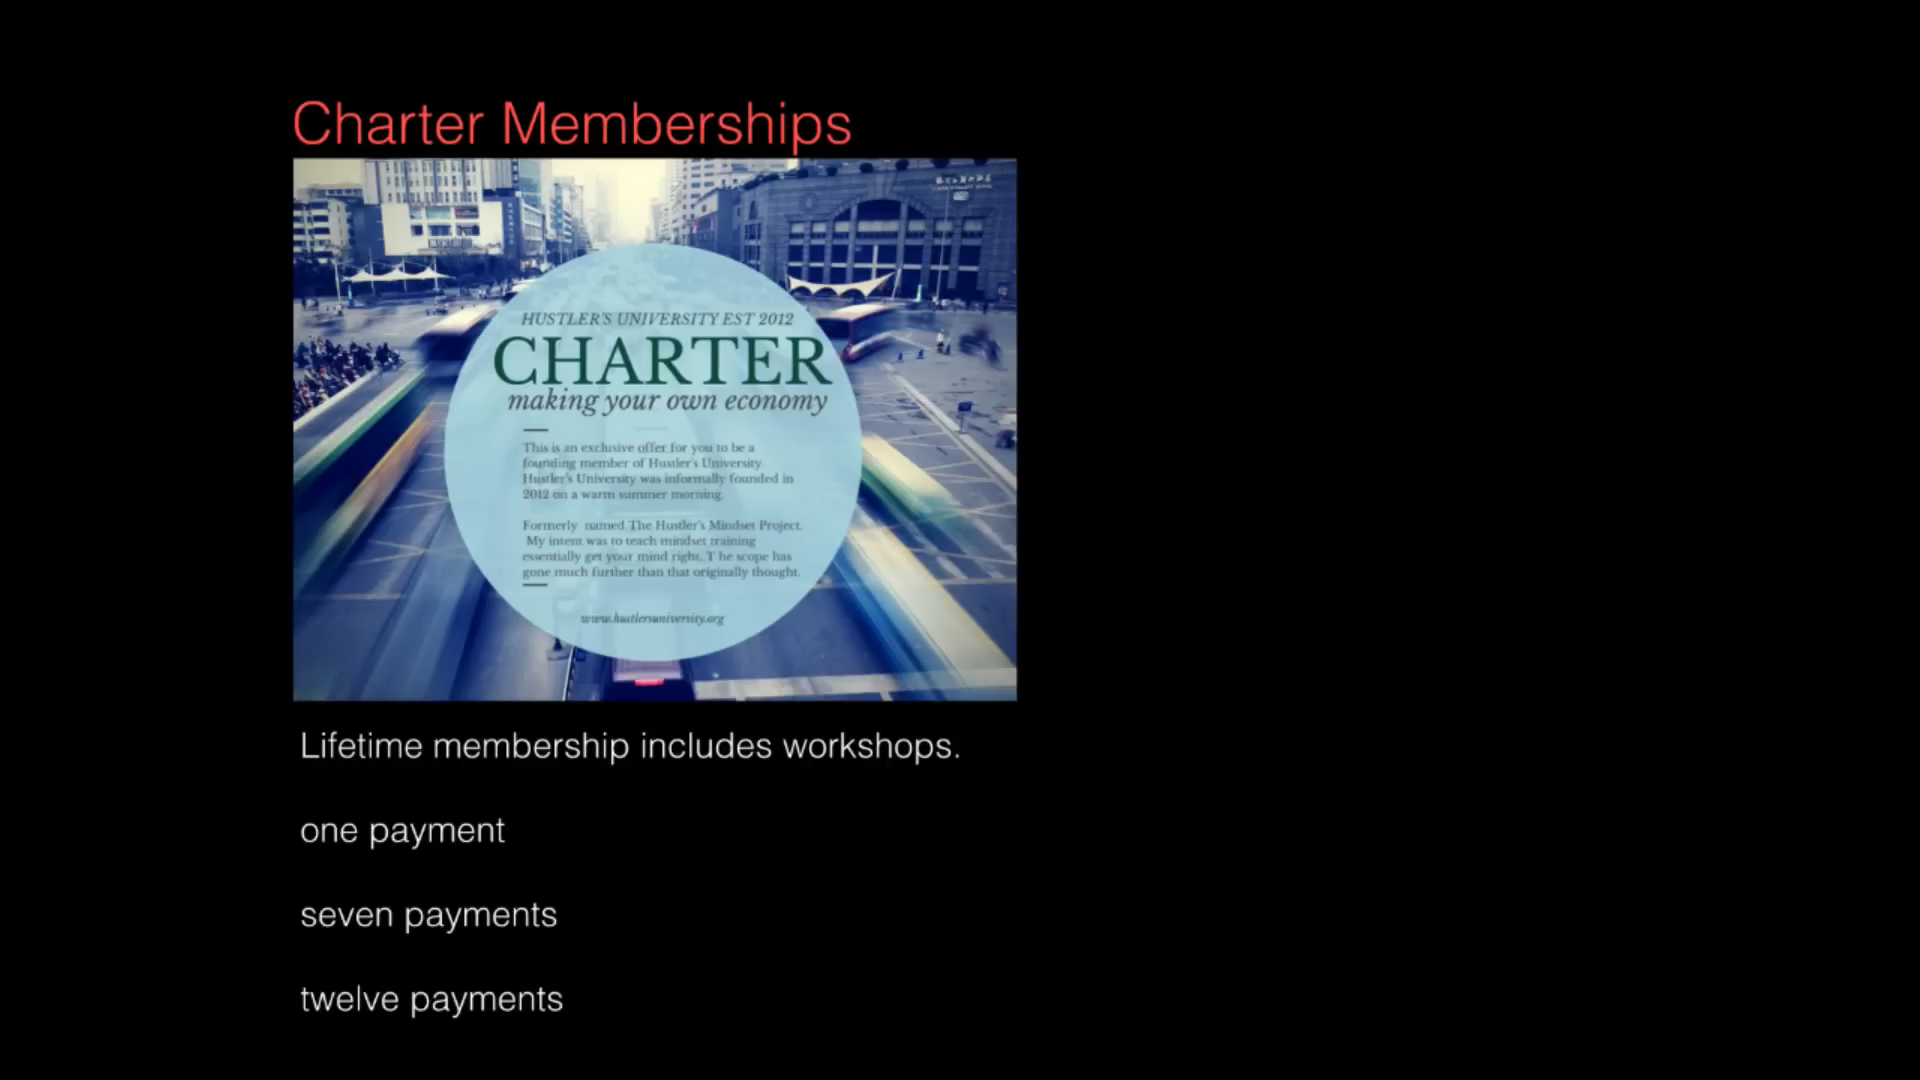 Charter Memberships
HUSTLER'S UNIVERSITY EST 2012
CHARTER
making your own economy
This is an exclusive offer for you to be a
founding member of Hustler's University.
Hustler's University was informally founded in
2012 on a warm summer morning.
Formerly named The Hustler's Mindset Project.
My intent was to teach mindset training
essentially get your mind right. T he scope has
gone much further than that originally thought.
www.hustlersuniversity.org
Lifetime membership includes workshops.
one payment
seven payments
twelve payments